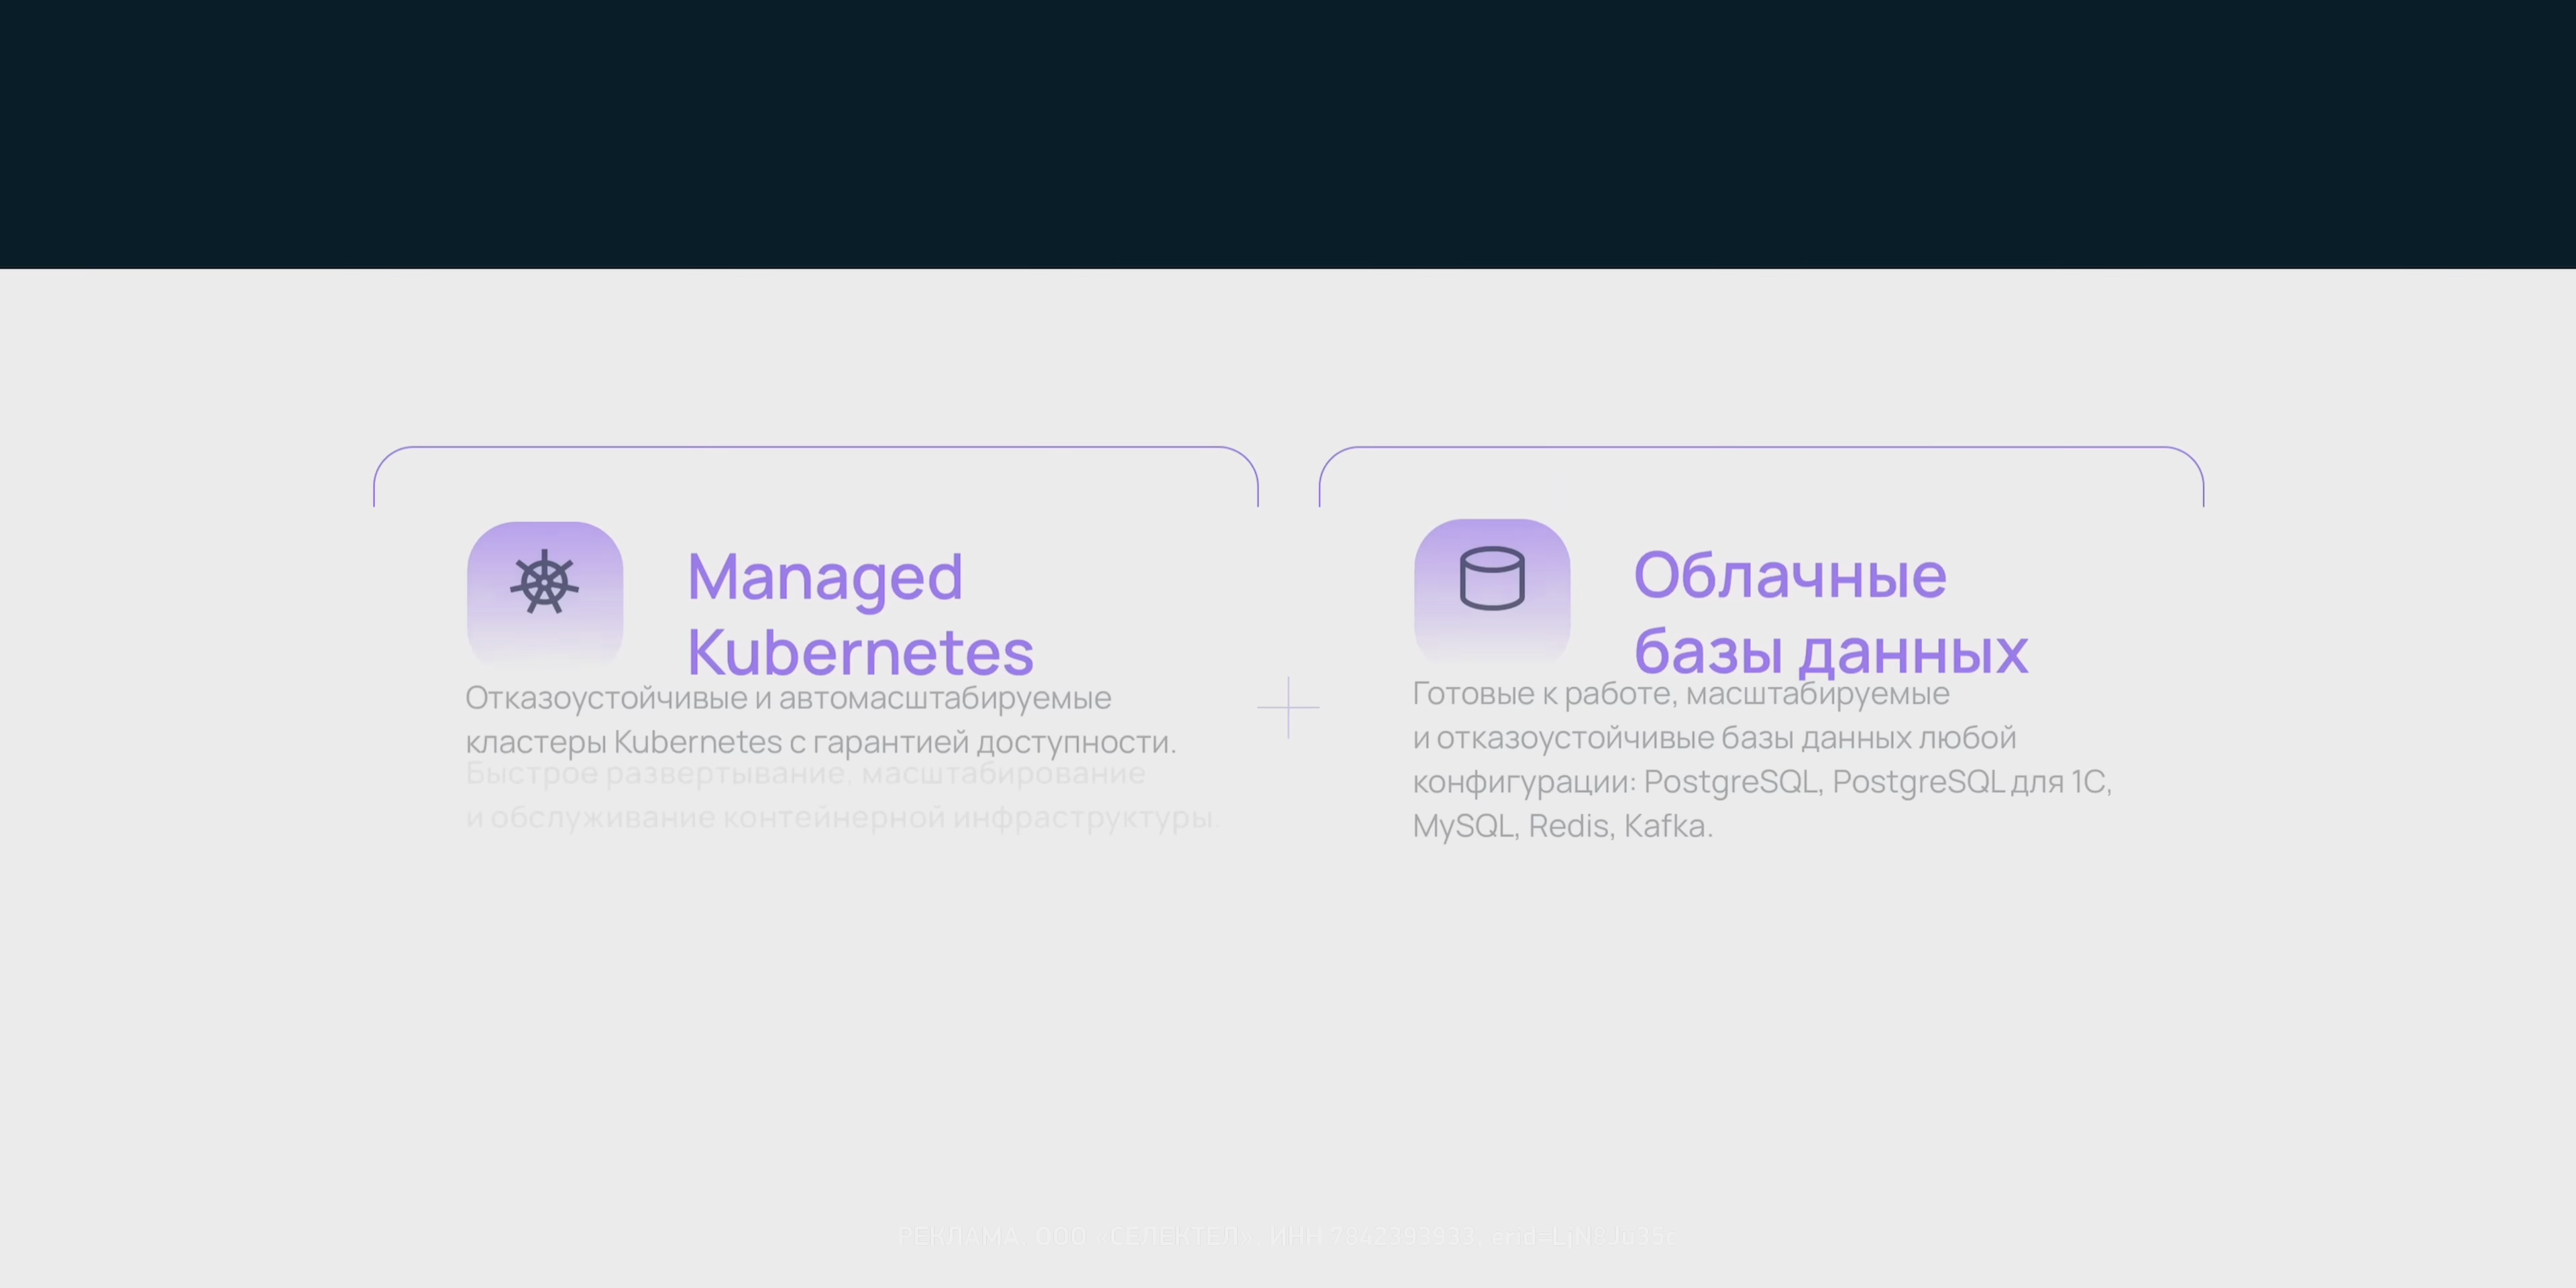 Managed
Kubernetes
Отказоустойчивые и автомасштабируемые
кластеры Kubernetes с гарантией доступности.
Быстрое развертывание, масштабирование
и обслуживание контейнерной инфраструктуры.
Облачные
базы данных
Готовые к работе, масштабируемые
и отказоустойчивые базы данных любой
конфигурации: PostgreSQL, PostgreSQL для 1С,
MySQL, Redis, Kafka.
РЕКЛАМА. ООО «СЕЛЕКТЕЛ». ИНН 7842393933.